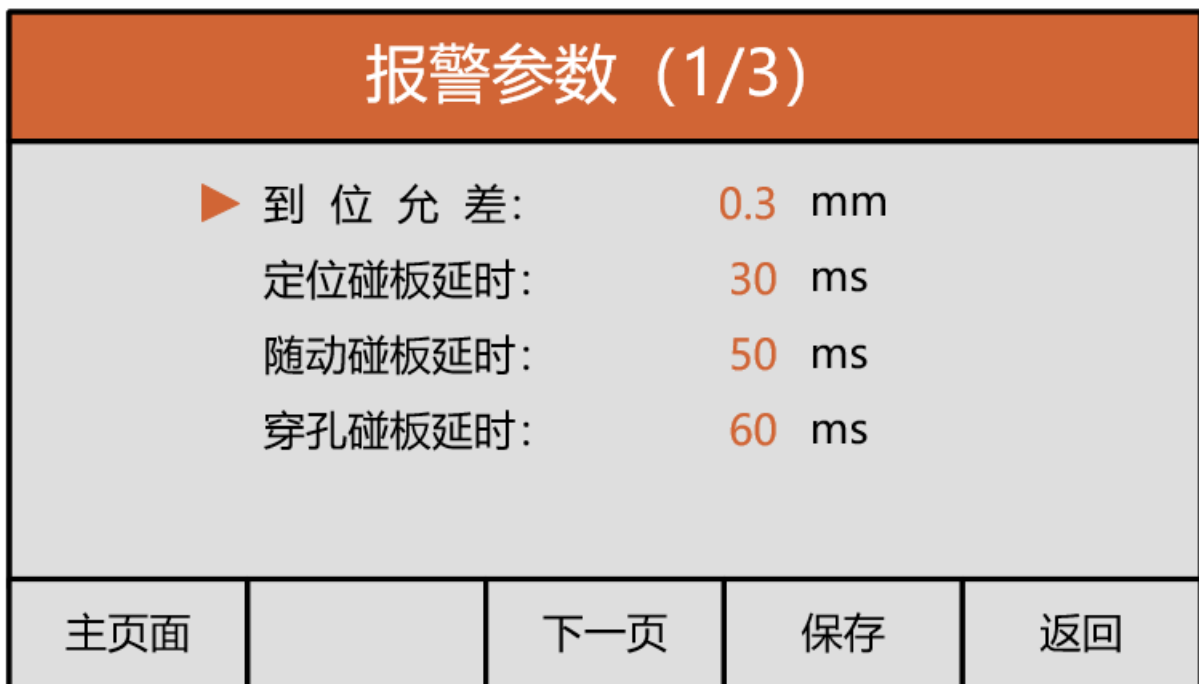 报警参数（1/3）
到 位 允 差： 0.3 mm
定位碰板延时： 30 ms
随动碰板延时： 50 ms
穿孔碰板延时： 60 ms
主页面 下一页 保存 返回